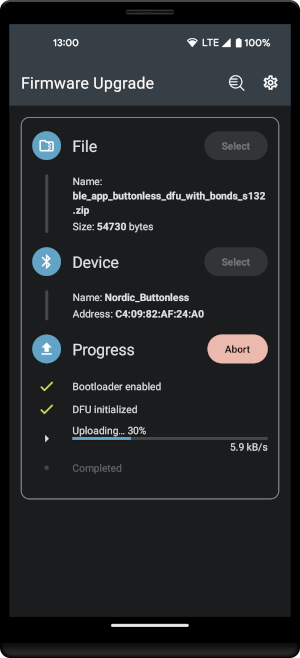 13:00
LTE 100%
Firmware Upgrade
File
Select
Name:
ble_app_buttonless_dfu_with_bonds_s132
.zip
Size: 54730 bytes
Device
Select
Name: Nordic_Buttonless
Address: C4:09:82:AF:24:A0
Progress
Abort
Bootloader enabled
DFU initialized
Uploading... 30%
5.9 kB/s
Completed